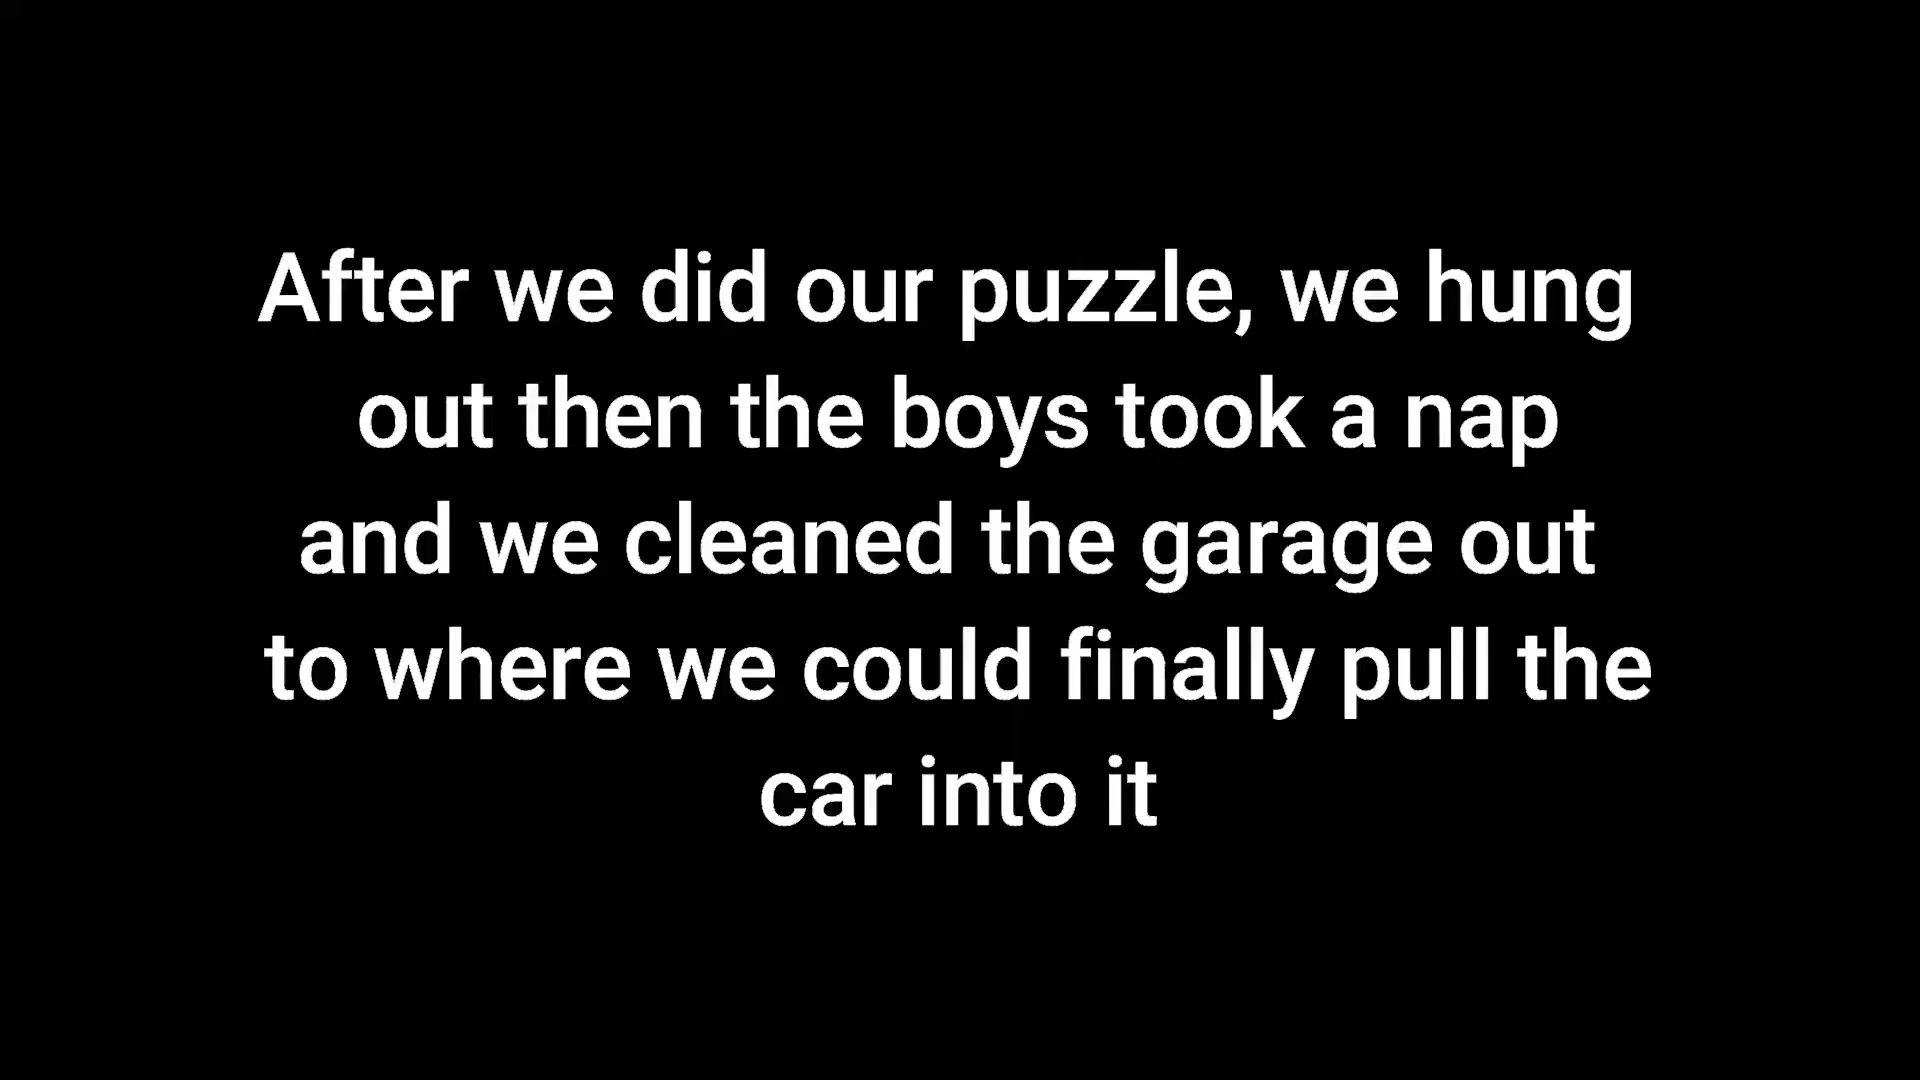 After we did our puzzle, we hung
out then the boys took a nap
and we cleaned the garage out
to where we could finally pull the
car into it